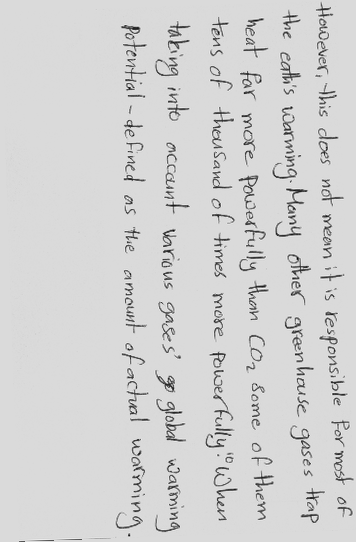 However, this does not mean it is responsible for most of
the eath's warming. Many other greenhouse gases trap
heat far more powerfully than CO₂ some of them
tens of thousand of times more powerfully.¹⁰ When
taking into account various gases' global warming
Potential - defined as the amount of actual warming.